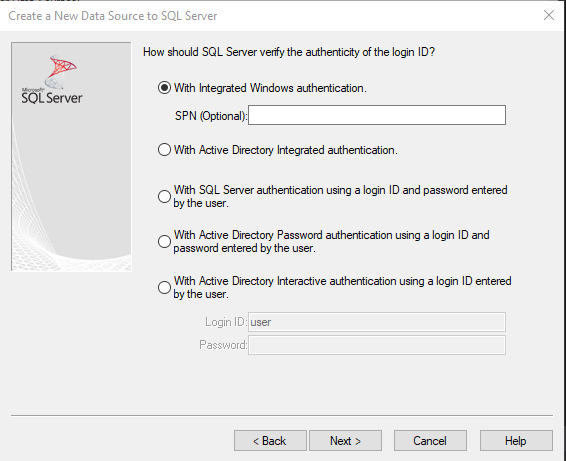 Create a New Data Source to SQL Server
Microsoft
SQL Server
How should SQL Server verify the authenticity of the login ID?
With Integrated Windows authentication.
SPN (Optional):
With Active Directory Integrated authentication.
With SQL Server authentication using a login ID and password entered
by the user.
With Active Directory Password authentication using a login ID and
password entered by the user.
With Active Directory Interactive authentication using a login ID entered
by the user.
Login ID: user
Password:
< Back
Next >
Cancel
Help